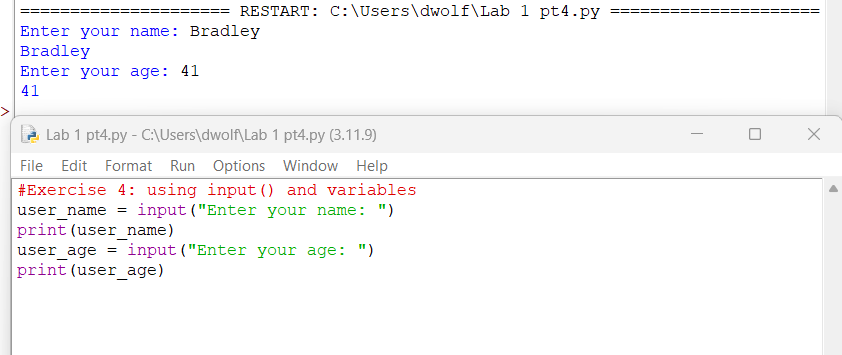 ===================== RESTART: C:\Users\dwolf\Lab 1 pt4.py =====================
Enter your name: Bradley
Bradley
Enter your age: 41
41
>
Lab 1 pt4.py - C:\Users\dwolf\Lab 1 pt4.py (3.11.9)
File Edit Format Run Options Window Help
#Exercise 4: using input() and variables
user_name = input("Enter your name: ")
print(user_name)
user_age = input("Enter your age: ")
print(user_age)